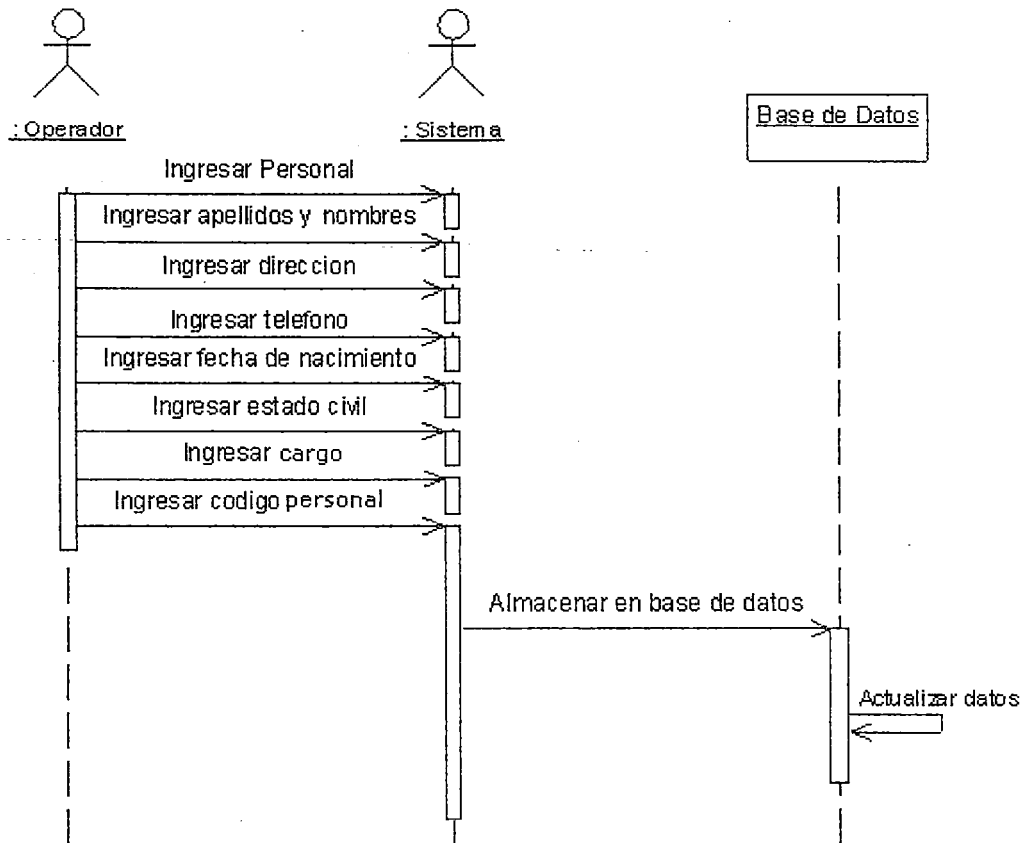 : Operador
: Sistema
Base de Datos
Ingresar Personal
Ingresar apellidos y nombres
Ingresar direccion
Ingresar telefono
Ingresar fecha de nacimiento
Ingresar estado civil
Ingresar cargo
Ingresar codigo personal
Almacenar en base de datos
Actualizar datos